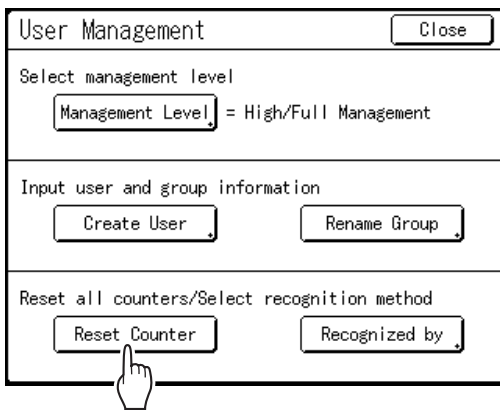 User Management Close
Select management level
Management Level = High/Full Management
Input user and group information
Create User Rename Group
Reset all counters/Select recognition method
Reset Counter Recognized by